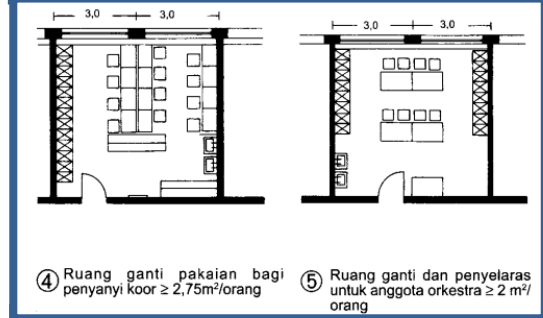 3,0 3,0
3,0 3,0
④ Ruang ganti pakaian bagi
penyanyi koor ≥ 2,75m²/orang
⑤ Ruang ganti dan penyelaras
untuk anggota orkestra ≥ 2 m²/
orang